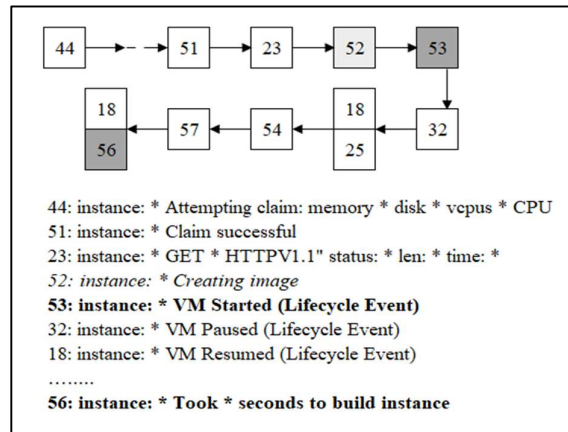 44
51
23
52
53
18
56
57
54
18
25
32
44: instance: * Attempting claim: memory * disk * vcpus * CPU
51: instance: * Claim successful
23: instance: * GET * HTTPV1.1" status: * len: * time: *
52: instance: * Creating image
53: instance: * VM Started (Lifecycle Event)
32: instance: * VM Paused (Lifecycle Event)
18: instance: * VM Resumed (Lifecycle Event)
........
56: instance: * Took * seconds to build instance